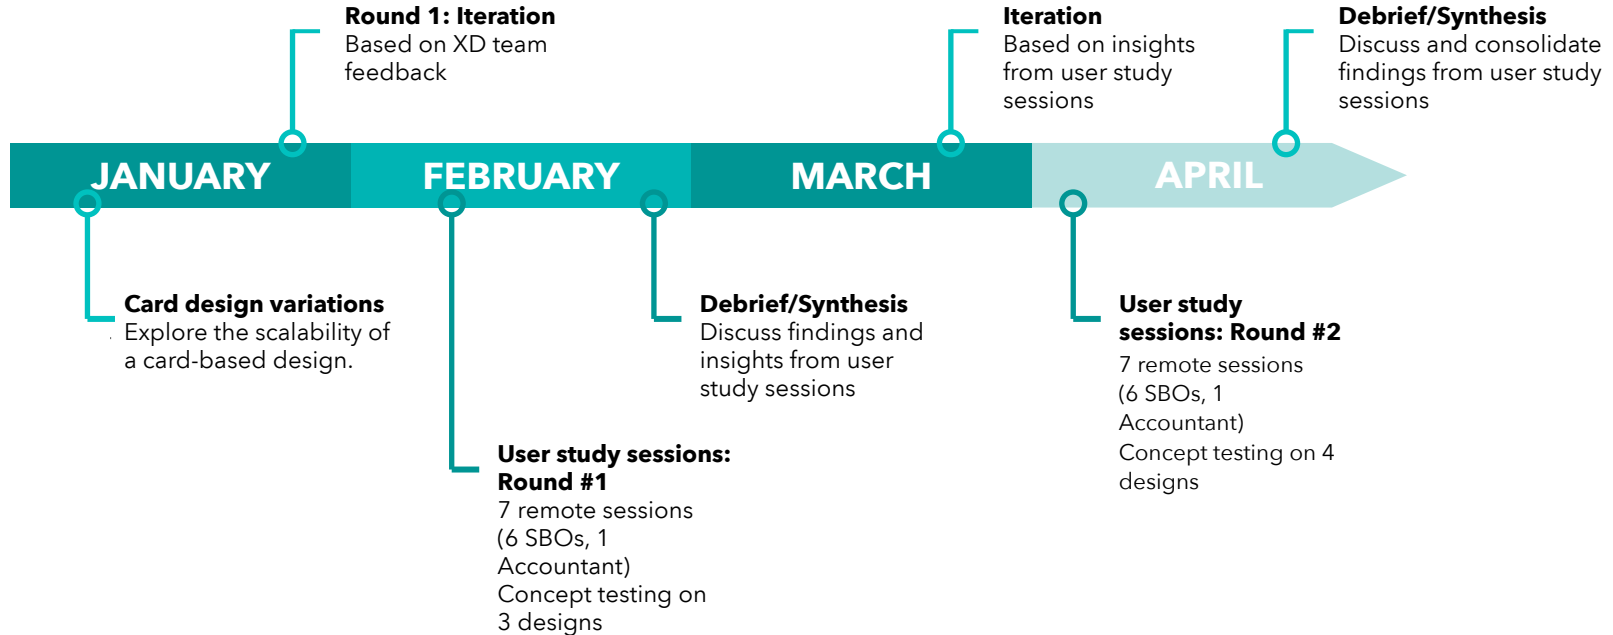 Round 1: Iteration
Based on XD team
feedback
Iteration
Based on insights
from user study
sessions
Debrief/Synthesis
Discuss and consolidate
findings from user study
sessions
JANUARY
FEBRUARY
MARCH
APRIL
Card design variations
Explore the scalability of
a card-based design.
Debrief/Synthesis
Discuss findings and
insights from user
study sessions
User study
sessions: Round #2
7 remote sessions
(6 SBOs, 1
Accountant)
Concept testing on 4
designs
User study sessions:
Round #1
7 remote sessions
(6 SBOs, 1
Accountant)
Concept testing on
3 designs